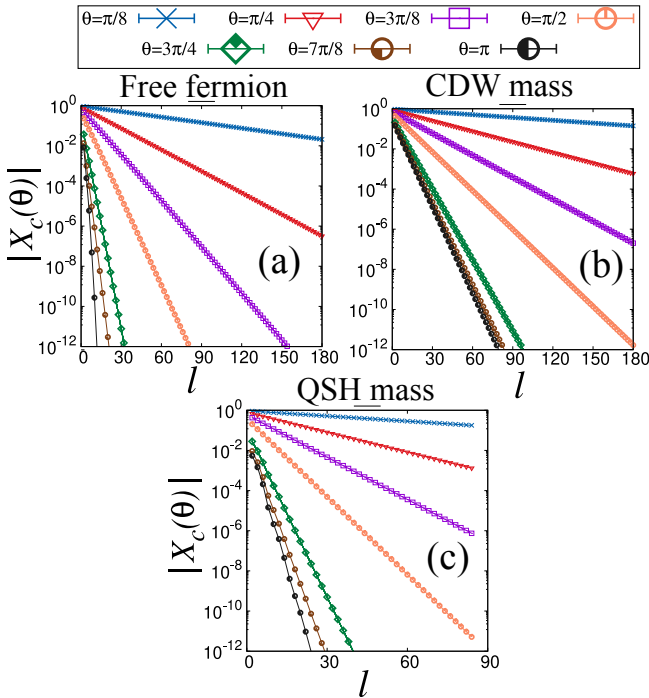 θ=π/8 θ=π/4 θ=3π/8 θ=π/2
θ=3π/4 θ=7π/8 θ=π
Free fermion CDW mass
10^0 10^0
10^-2 10^-2
10^-4 10^-4
10^-6 10^-6
10^-8 10^-8
10^-10 10^-10
10^-12 10^-12
|X_c(θ)|
(a) (b)
0 30 60 90 120 150 180 0 30 60 90 120 150 180
l l
QSH mass
10^0
10^-2
10^-4
10^-6
10^-8
10^-10
10^-12
|X_c(θ)|
(c)
0 30 60 90
l